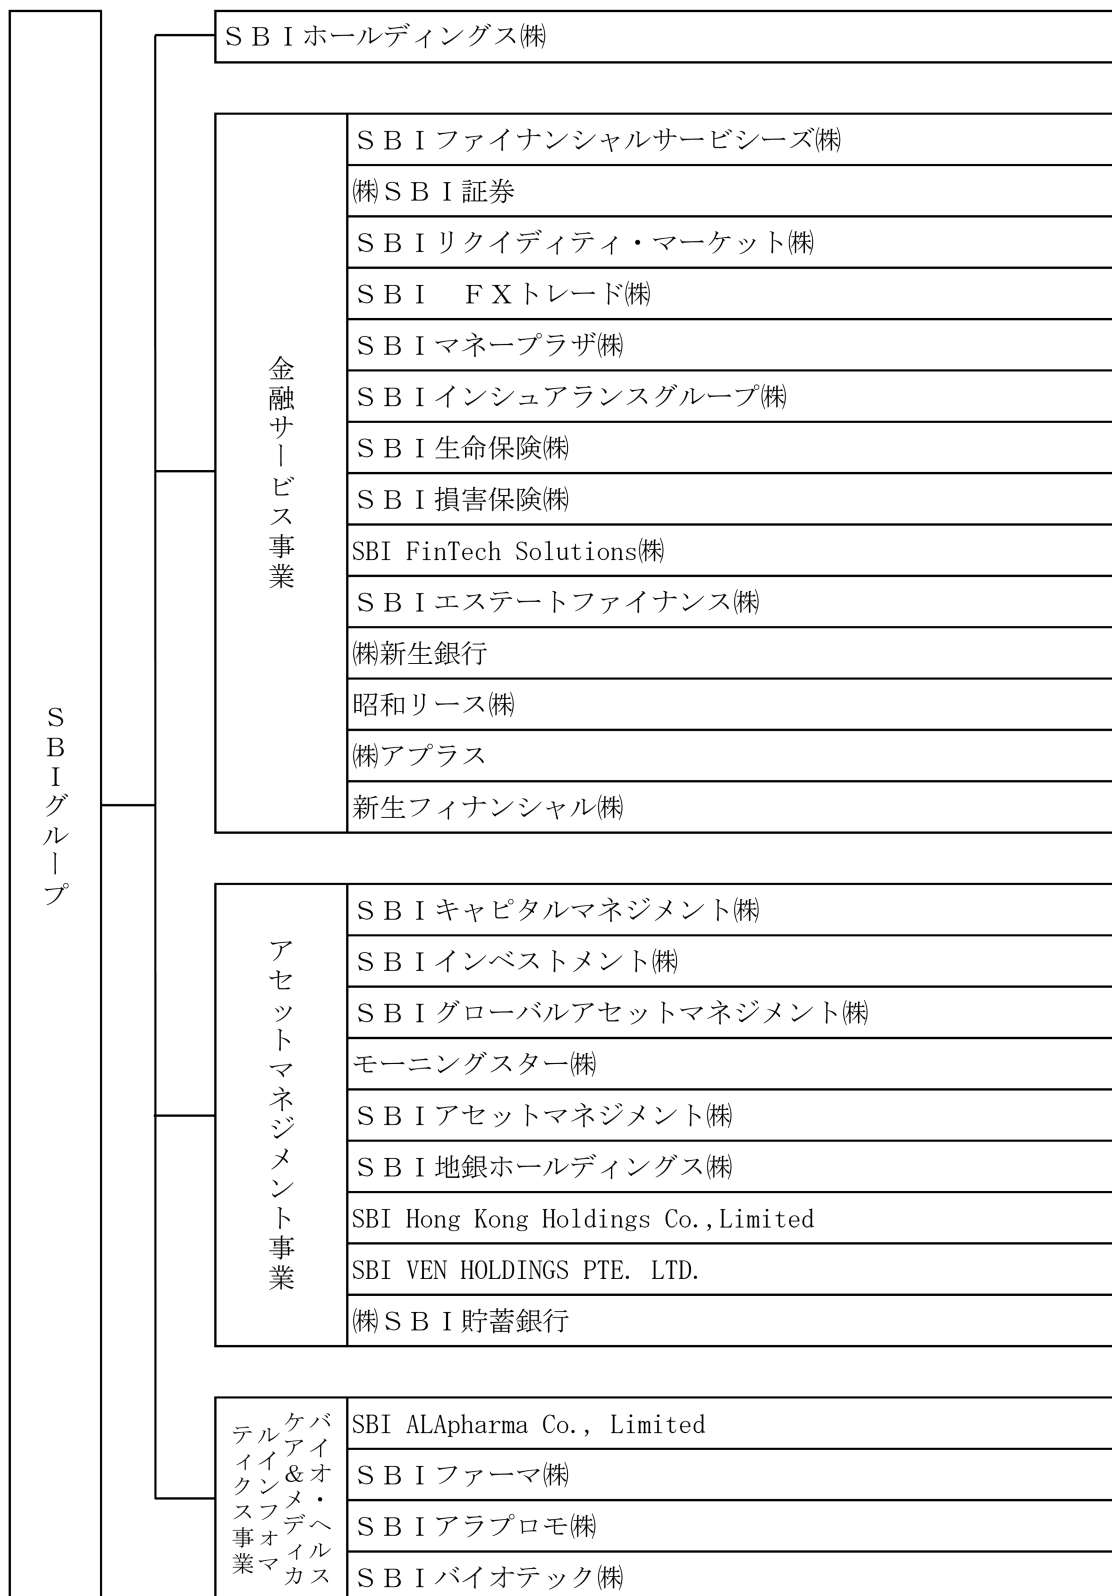 ＳＢＩグループ
ＳＢＩホールディングス㈱
金融サービス事業
ＳＢＩファイナンシャルサービシーズ㈱
㈱ＳＢＩ証券
ＳＢＩリクイディティ・マーケット㈱
ＳＢＩ　ＦＸトレード㈱
ＳＢＩマネープラザ㈱
ＳＢＩインシュアランスグループ㈱
ＳＢＩ生命保険㈱
ＳＢＩ損害保険㈱
SBI FinTech Solutions㈱
ＳＢＩエステートファイナンス㈱
㈱新生銀行
昭和リース㈱
㈱アプラス
新生フィナンシャル㈱
アセットマネジメント事業
ＳＢＩキャピタルマネジメント㈱
ＳＢＩインベストメント㈱
ＳＢＩグローバルアセットマネジメント㈱
モーニングスター㈱
ＳＢＩアセットマネジメント㈱
ＳＢＩ地銀ホールディングス㈱
SBI Hong Kong Holdings Co.,Limited
SBI VEN HOLDINGS PTE. LTD.
㈱ＳＢＩ貯蓄銀行
バイオ・ヘルス
ケア＆メディカ
ルインフォマ
ティクス事業
SBI ALApharma Co., Limited
ＳＢＩファーマ㈱
ＳＢＩアラプロモ㈱
ＳＢＩバイオテック㈱